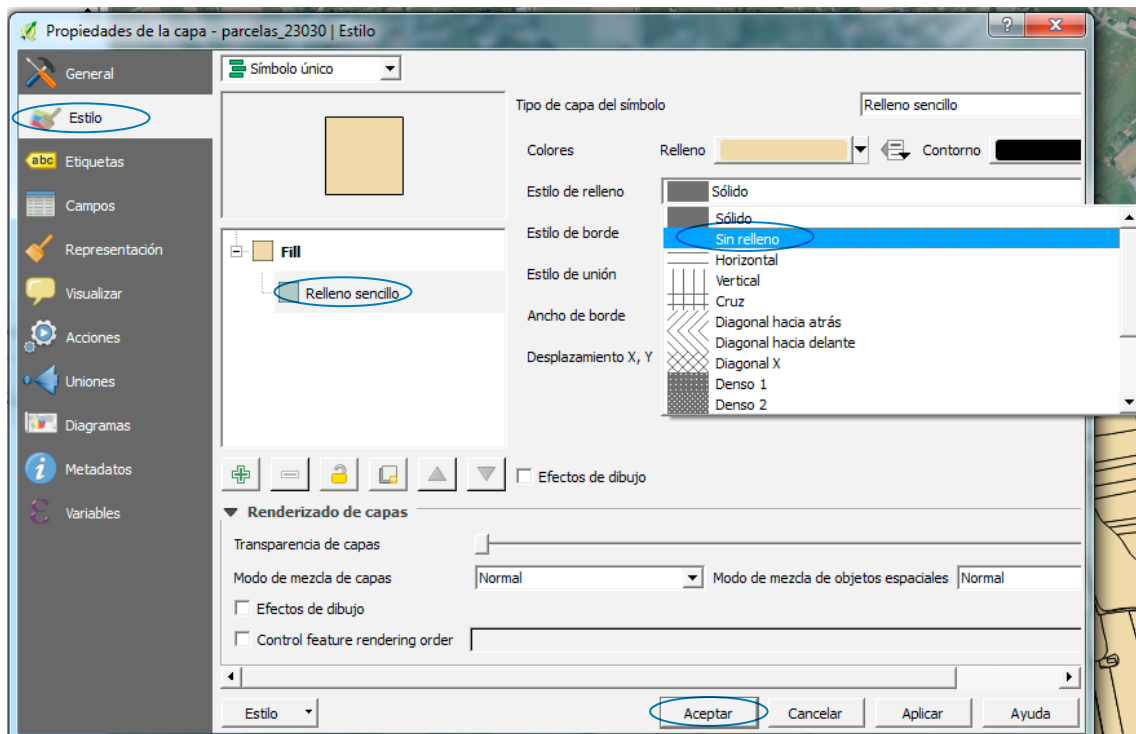 Propiedades de la capa - parcelas_23030 | Estilo
?
General
Estilo
abc Etiquetas
Campos
Representación
Visualizar
Acciones
Uniones
Diagramas
Metadatos
Variables
Símbolo único
Fill
Relleno sencillo
Tipo de capa del símbolo Relleno sencillo
Colores Relleno Contorno
Estilo de relleno Sólido
Estilo de borde
Estilo de unión
Ancho de borde
Desplazamiento X, Y
Sólido
Sin relleno
Horizontal
Vertical
Cruz
Diagonal hacia atrás
Diagonal hacia delante
Diagonal X
Denso 1
Denso 2
Efectos de dibujo
Renderizado de capas
Transparencia de capas
Modo de mezcla de capas Normal Modo de mezcla de objetos espaciales Normal
Efectos de dibujo
Control feature rendering order
Estilo Aceptar Cancelar Aplicar Ayuda